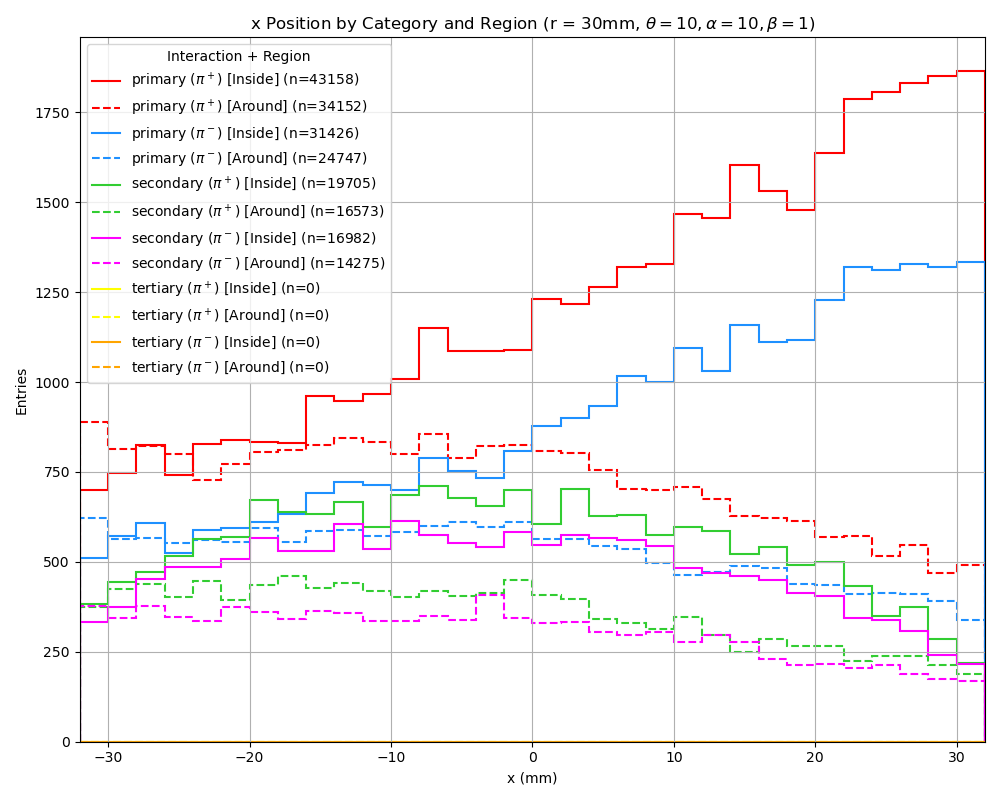 x Position by Category and Region (r = 30mm, θ = 10, α = 10, β = 1)
Interaction + Region
primary (π⁺) [Inside] (n=43158)
primary (π⁺) [Around] (n=34152)
primary (π⁻) [Inside] (n=31426)
primary (π⁻) [Around] (n=24747)
secondary (π⁺) [Inside] (n=19705)
secondary (π⁺) [Around] (n=16573)
secondary (π⁻) [Inside] (n=16982)
secondary (π⁻) [Around] (n=14275)
tertiary (π⁺) [Inside] (n=0)
tertiary (π⁺) [Around] (n=0)
tertiary (π⁻) [Inside] (n=0)
tertiary (π⁻) [Around] (n=0)
Entries
1750
1500
1250
1000
750
500
250
0
−30
−20
−10
0
10
20
30
x (mm)